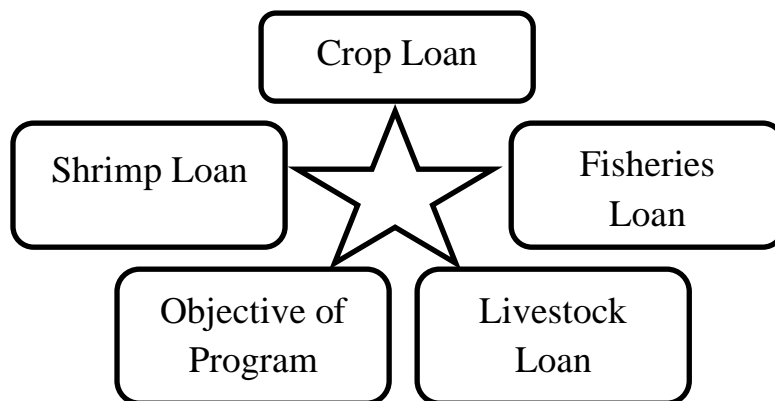 Crop Loan
Shrimp Loan
Fisheries
Loan
Objective of
Program
Livestock
Loan